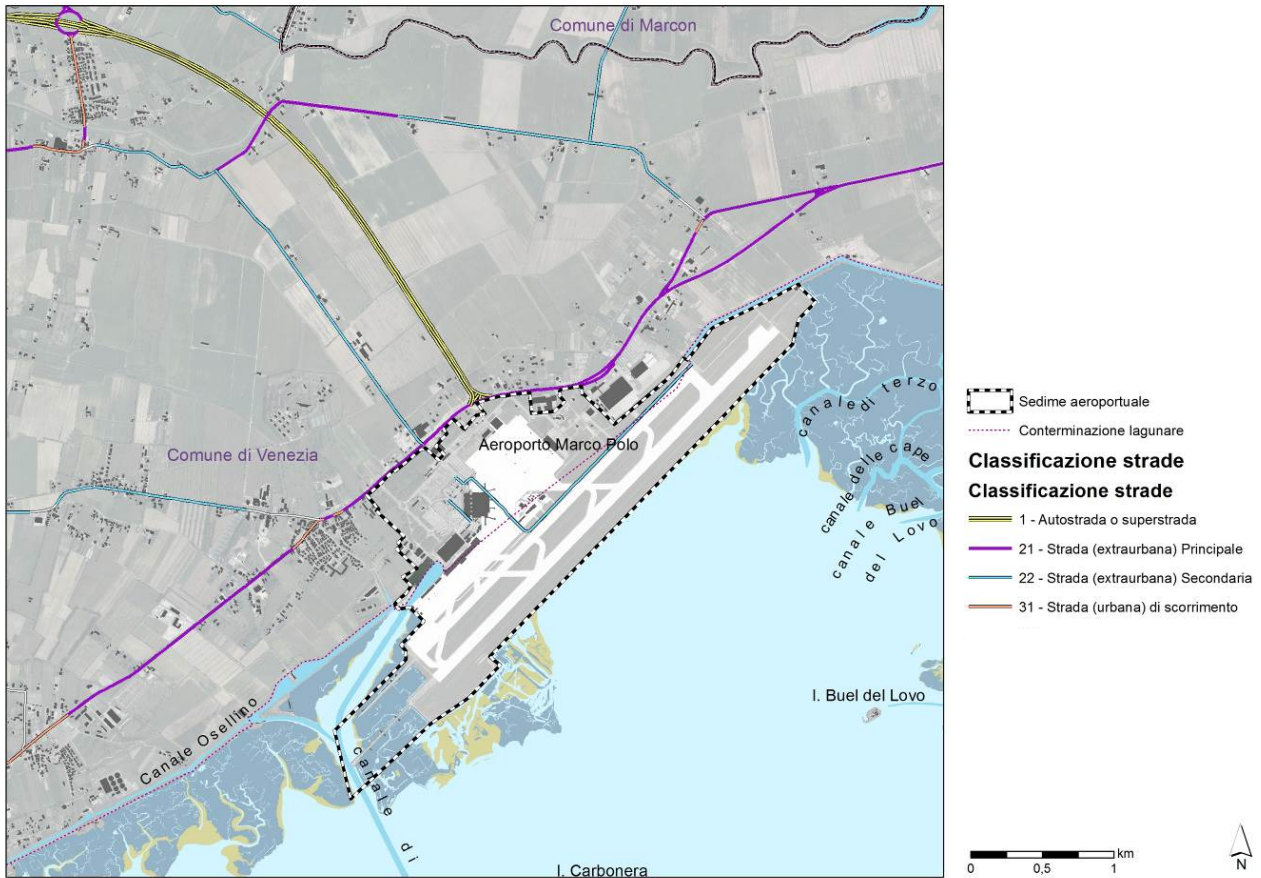 Comune di Marcon
Comune di Venezia
Aeroporto Marco Polo
canale di terzo
canale delle cape
canale Buel
del Lovo
I. Buel del Lovo
Canale Osellino
canale
di
I. Carbonera
Sedime aeroportuale
Conterminazione lagunare
Classificazione strade
Classificazione strade
1 - Autostrada o superstrada
21 - Strada (extraurbana) Principale
22 - Strada (extraurbana) Secondaria
31 - Strada (urbana) di scorrimento
km
0 0,5 1
N